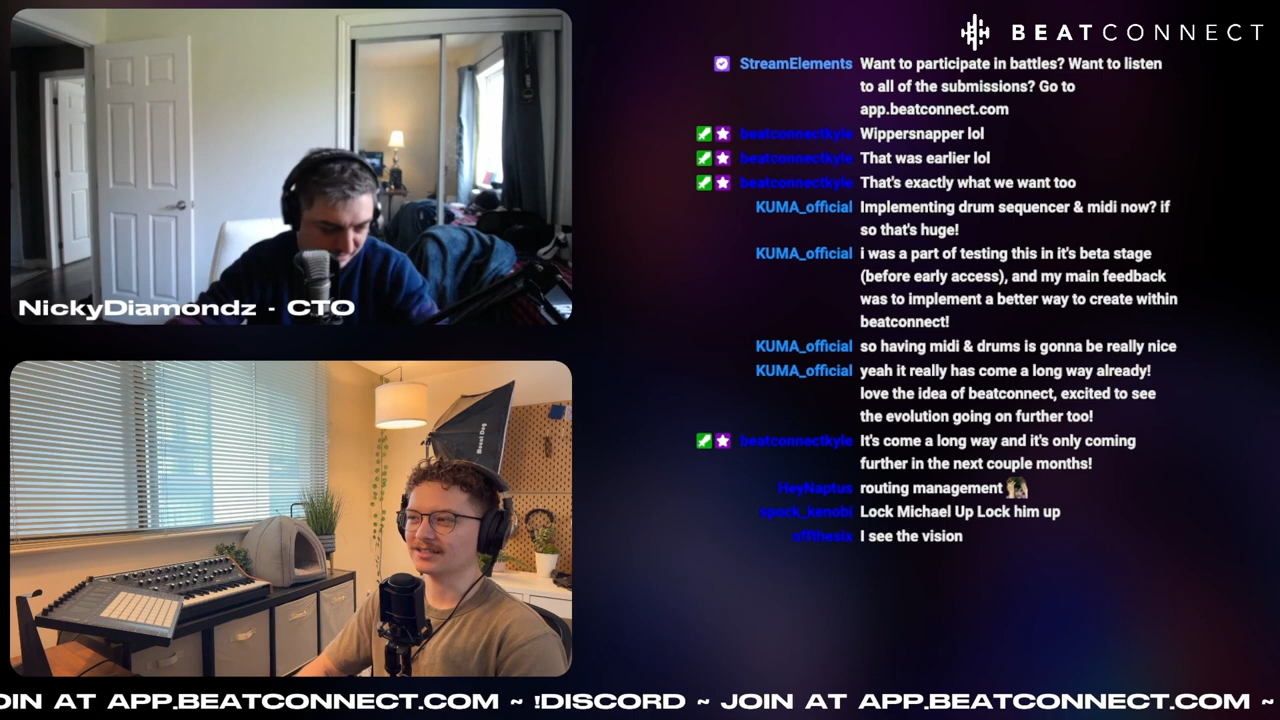 BEATCONNECT
StreamElements Want to participate in battles? Want to listen
to all of the submissions? Go to
app.beatconnect.com
beatconnectkyle Wippersnapper lol
beatconnectkyle That was earlier lol
beatconnectkyle That's exactly what we want too
KUMA_official Implementing drum sequencer & midi now? if
so that's huge!
KUMA_official i was a part of testing this in it's beta stage
(before early access), and my main feedback
was to implement a better way to create within
beatconnect!
KUMA_official so having midi & drums is gonna be really nice
KUMA_official yeah it really has come a long way already!
love the idea of beatconnect, excited to see
the evolution going on further too!
beatconnectkyle It's come a long way and it's only coming
further in the next couple months!
HeyNaptus routing management
spock_kenobi Lock Michael Up Lock him up
offthesix I see the vision
NickyDiamondz - CTO
OIN AT APP.BEATCONNECT.COM ~ !DISCORD ~ JOIN AT APP.BEATCONNECT.COM ~